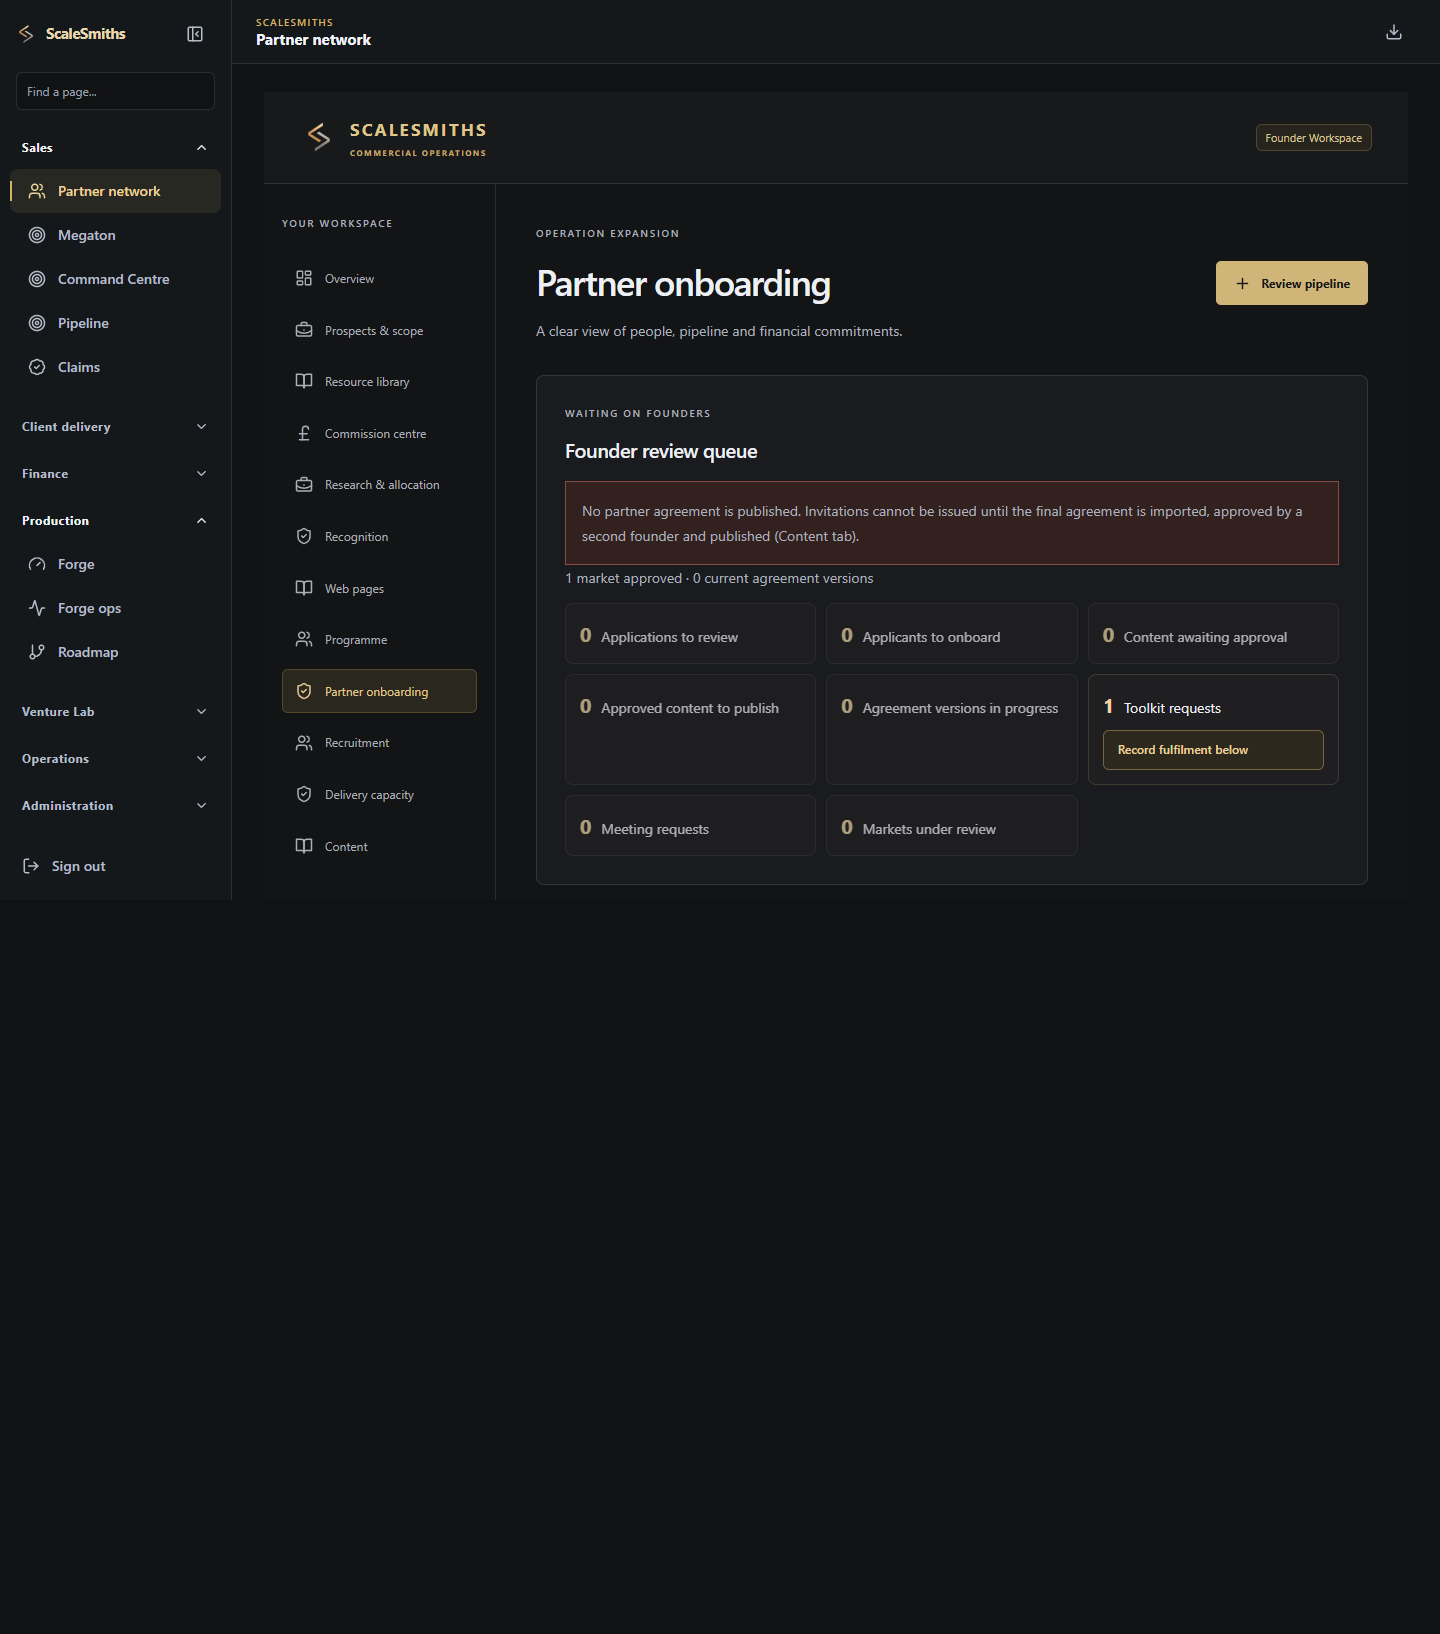 ScaleSmiths
Find a page...
Sales
Partner network
Megaton
Command Centre
Pipeline
Claims
Client delivery
Finance
Production
Forge
Forge ops
Roadmap
Venture Lab
Operations
Administration
Sign out
SCALESMITHS
Partner network
SCALESMITHS
COMMERCIAL OPERATIONS
Founder Workspace
YOUR WORKSPACE
Overview
Prospects & scope
Resource library
Commission centre
Research & allocation
Recognition
Web pages
Programme
Partner onboarding
Recruitment
Delivery capacity
Content
OPERATION EXPANSION
Partner onboarding
Review pipeline
A clear view of people, pipeline and financial commitments.
WAITING ON FOUNDERS
Founder review queue
No partner agreement is published. Invitations cannot be issued until the final agreement is imported, approved by a
second founder and published (Content tab).
1 market approved · 0 current agreement versions
0 Applications to review
0 Applicants to onboard
0 Content awaiting approval
0 Approved content to publish
0 Agreement versions in progress
1 Toolkit requests
Record fulfilment below
0 Meeting requests
0 Markets under review